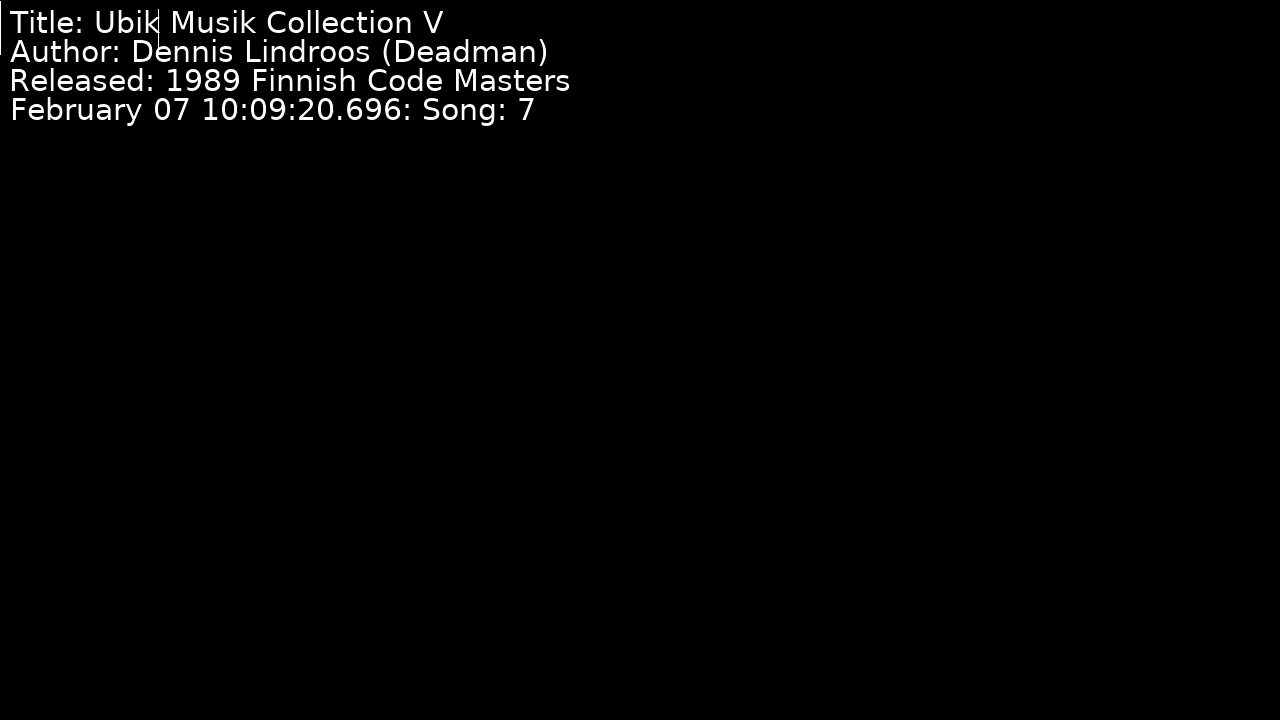 Title: Ubik Musik Collection V
Author: Dennis Lindroos (Deadman)
Released: 1989 Finnish Code Masters
February 07 10:09:20.696: Song: 7